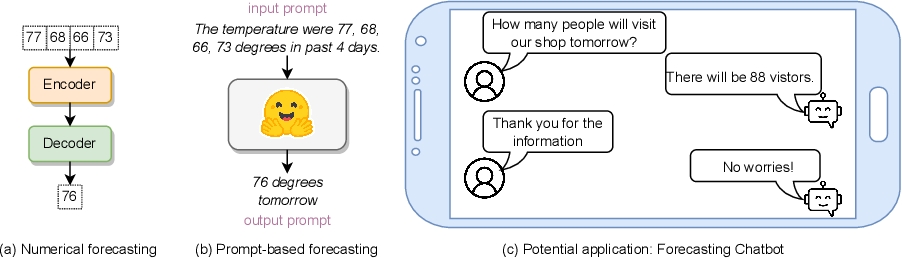 77 68 66 73
Encoder
Decoder
76
(a) Numerical forecasting
input prompt
The temperature were 77, 68,
66, 73 degrees in past 4 days.
76 degrees
tomorrow
output prompt
(b) Prompt-based forecasting
How many people will visit
our shop tomorrow?
There will be 88 vistors.
Thank you for the
information
No worries!
(c) Potential application: Forecasting Chatbot